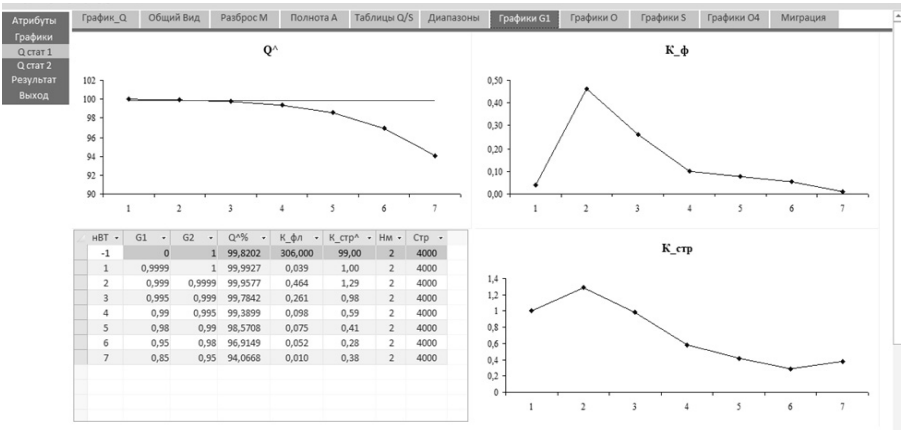 График_Q Общий Вид Разброс М Полнота А Таблицы Q/S Диапазоны Графики G1 Графики О Графики S Графики О4 Миграция
Атрибуты
Графики
Q стат 1
Q стат 2
Результат
Выход
Q^
102
100
98
96
94
92
90
1 2 3 4 5 6 7
К_ф
0,50
0,40
0,30
0,20
0,10
0,00
1 2 3 4 5 6 7
нВТ G1 G2 Q^% К_фл К_стр^ Нм Стр
-1 0 1 99,8202 306,000 99,00 2 4000
1 0,9999 1 99,9927 0,039 1,00 2 4000
2 0,999 0,9999 99,9577 0,464 1,29 2 4000
3 0,995 0,999 99,7842 0,261 0,98 2 4000
4 0,99 0,995 99,3899 0,098 0,59 2 4000
5 0,98 0,99 98,5708 0,075 0,41 2 4000
6 0,95 0,98 96,9149 0,052 0,28 2 4000
7 0,85 0,95 94,0668 0,010 0,38 2 4000
К_стр
1,4
1,2
1
0,8
0,6
0,4
0,2
0
1 2 3 4 5 6 7